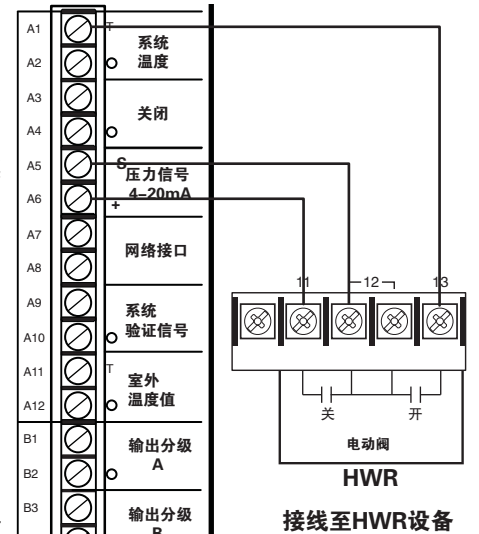 A1
T
系统
温度
A2
A3
关闭
A4
A5
S
压力信号
4–20mA
A6
+
A7
网络接口
A8
A9
系统
验证信号
A10
A11
T
室外
温度值
A12
B1
输出分级
A
B2
B3
输出分级
B
11
12
13
关
开
电动阀
HWR
接线至HWR设备